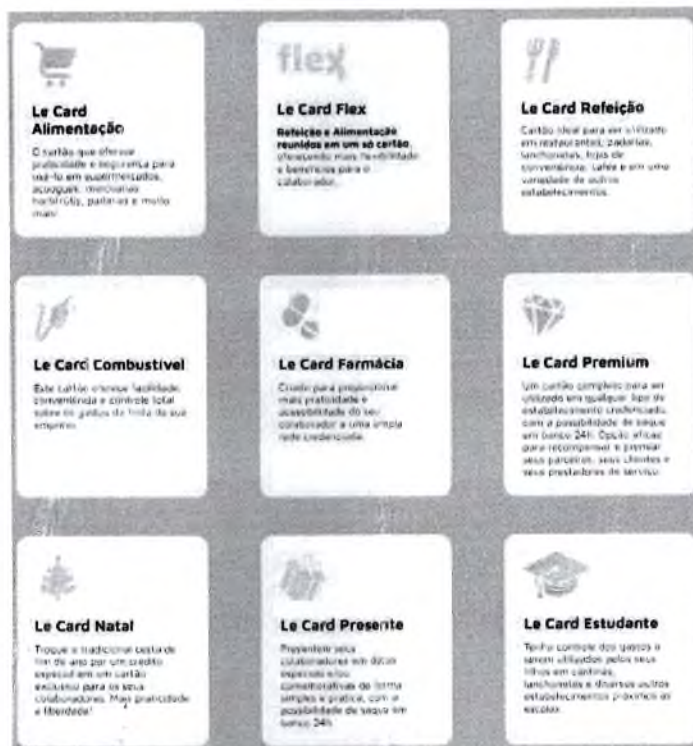 Le Card
Alimentação
O cartão que oferece
praticidade e segurança para
usá-lo em supermercados,
açougues, mercearias
hortifrútis, padarias e muito
mais!
flex
Le Card Flex
Refeição e Alimentação
reunidos em um só cartão,
oferecendo mais flexibilidade
e benefícios para o
colaborador.
Le Card Refeição
Cartão ideal para ser utilizado
em restaurantes, padarias,
lanchonetes, lojas de
conveniência, cafés e em uma
variedade de outros
estabelecimentos.
Le Card Combustível
Este cartão oferece facilidade,
conveniência e controle total
sobre os gastos da frota da sua
empresa.
Le Card Farmácia
Criado para proporcionar
mais praticidade e
acessibilidade do seu
colaborador a uma ampla
rede credenciada.
Le Card Premium
Um cartão completo para ser
utilizado em qualquer tipo de
estabelecimento credenciado,
com a possibilidade de saque
em banco 24h. Opção eficaz
para recompensar e premiar
seus parceiros, seus clientes e
seus prestadores de serviço.
Le Card Natal
Troque a tradicional cesta de
fim de ano por um crédito
especial em um cartão
exclusivo para os seus
colaboradores. Mais praticidade
e liberdade!
Le Card Presente
Presenteie seus
colaboradores em datas
especiais e/ou
comemorativas de forma
simples e prática, com a
possibilidade de saque em
banco 24h
Le Card Estudante
Tenha controle dos gastos a
serem utilizados pelos seus
filhos em cantinas,
lanchonetes e diversos outros
estabelecimentos próximo às
escolas.